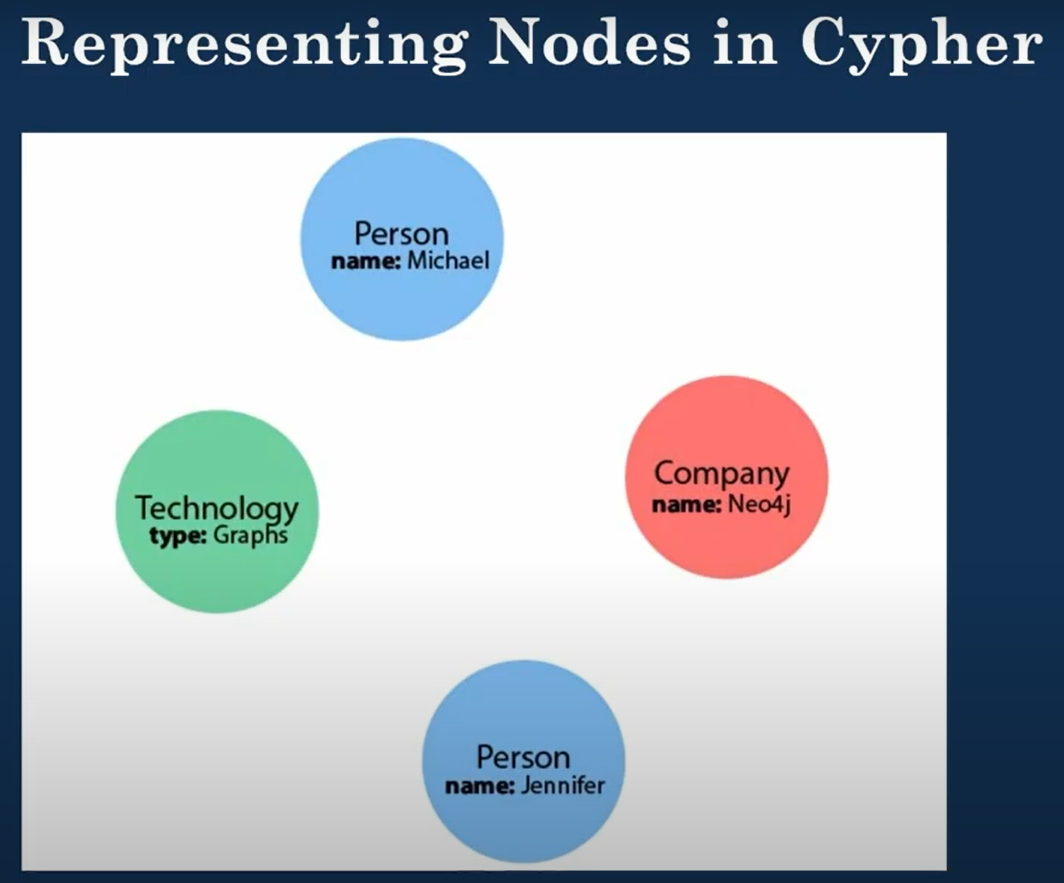 Representing Nodes in Cypher
Person
name: Michael
Technology
type: Graphs
Company
name: Neo4j
Person
name: Jennifer